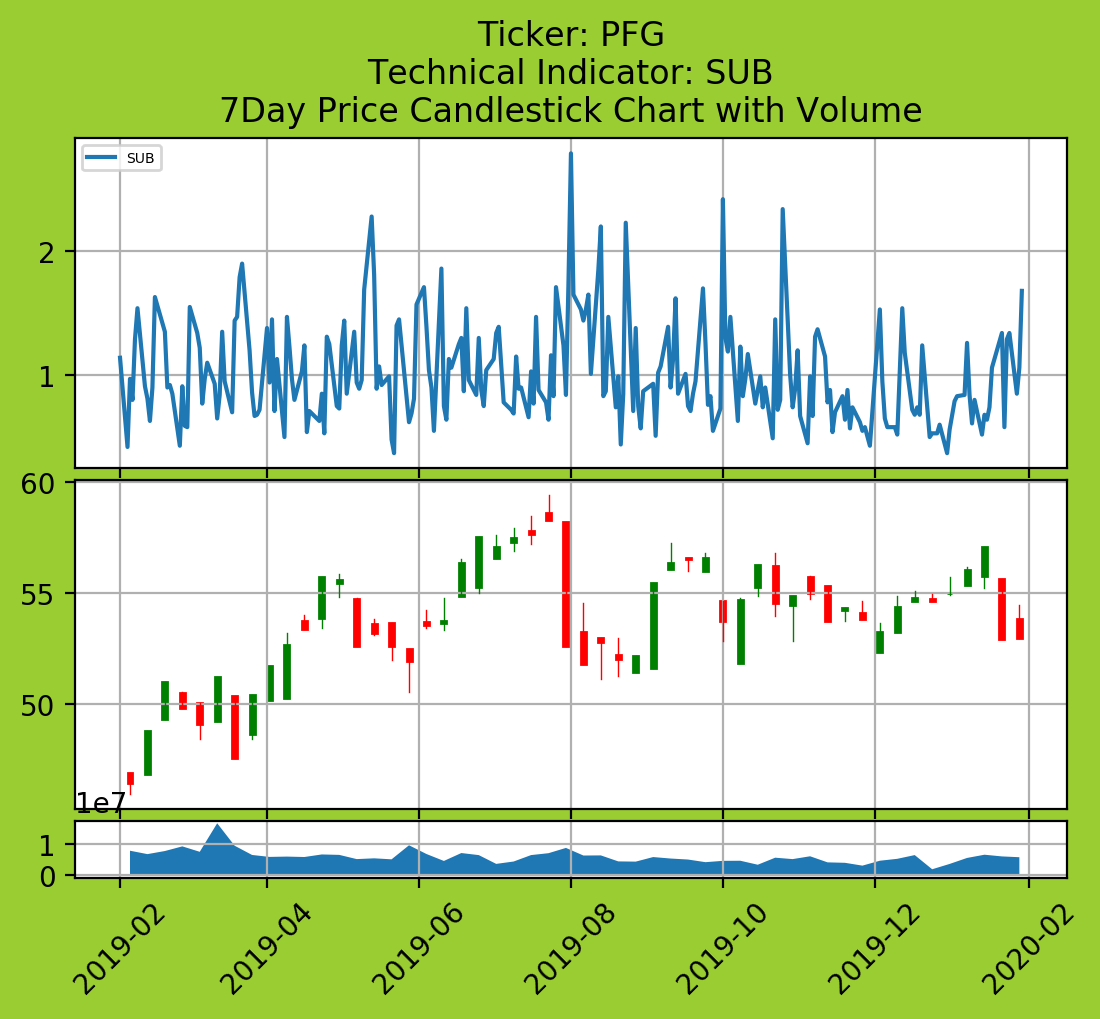 Ticker: PFG
Technical Indicator: SUB
7Day Price Candlestick Chart with Volume
SUB
2
1
60
55
50
1e7
1
0
2019-02
2019-04
2019-06
2019-08
2019-10
2019-12
2020-02